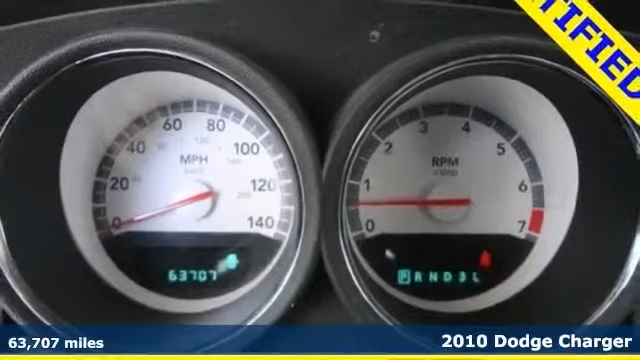 TIFIED
60 80
40 100
20 MPH 120
0 140
63707
3 4
2 5
1 RPM 6
x1000
0 7
P R N D 3 L
63,707 miles
2010 Dodge Charger